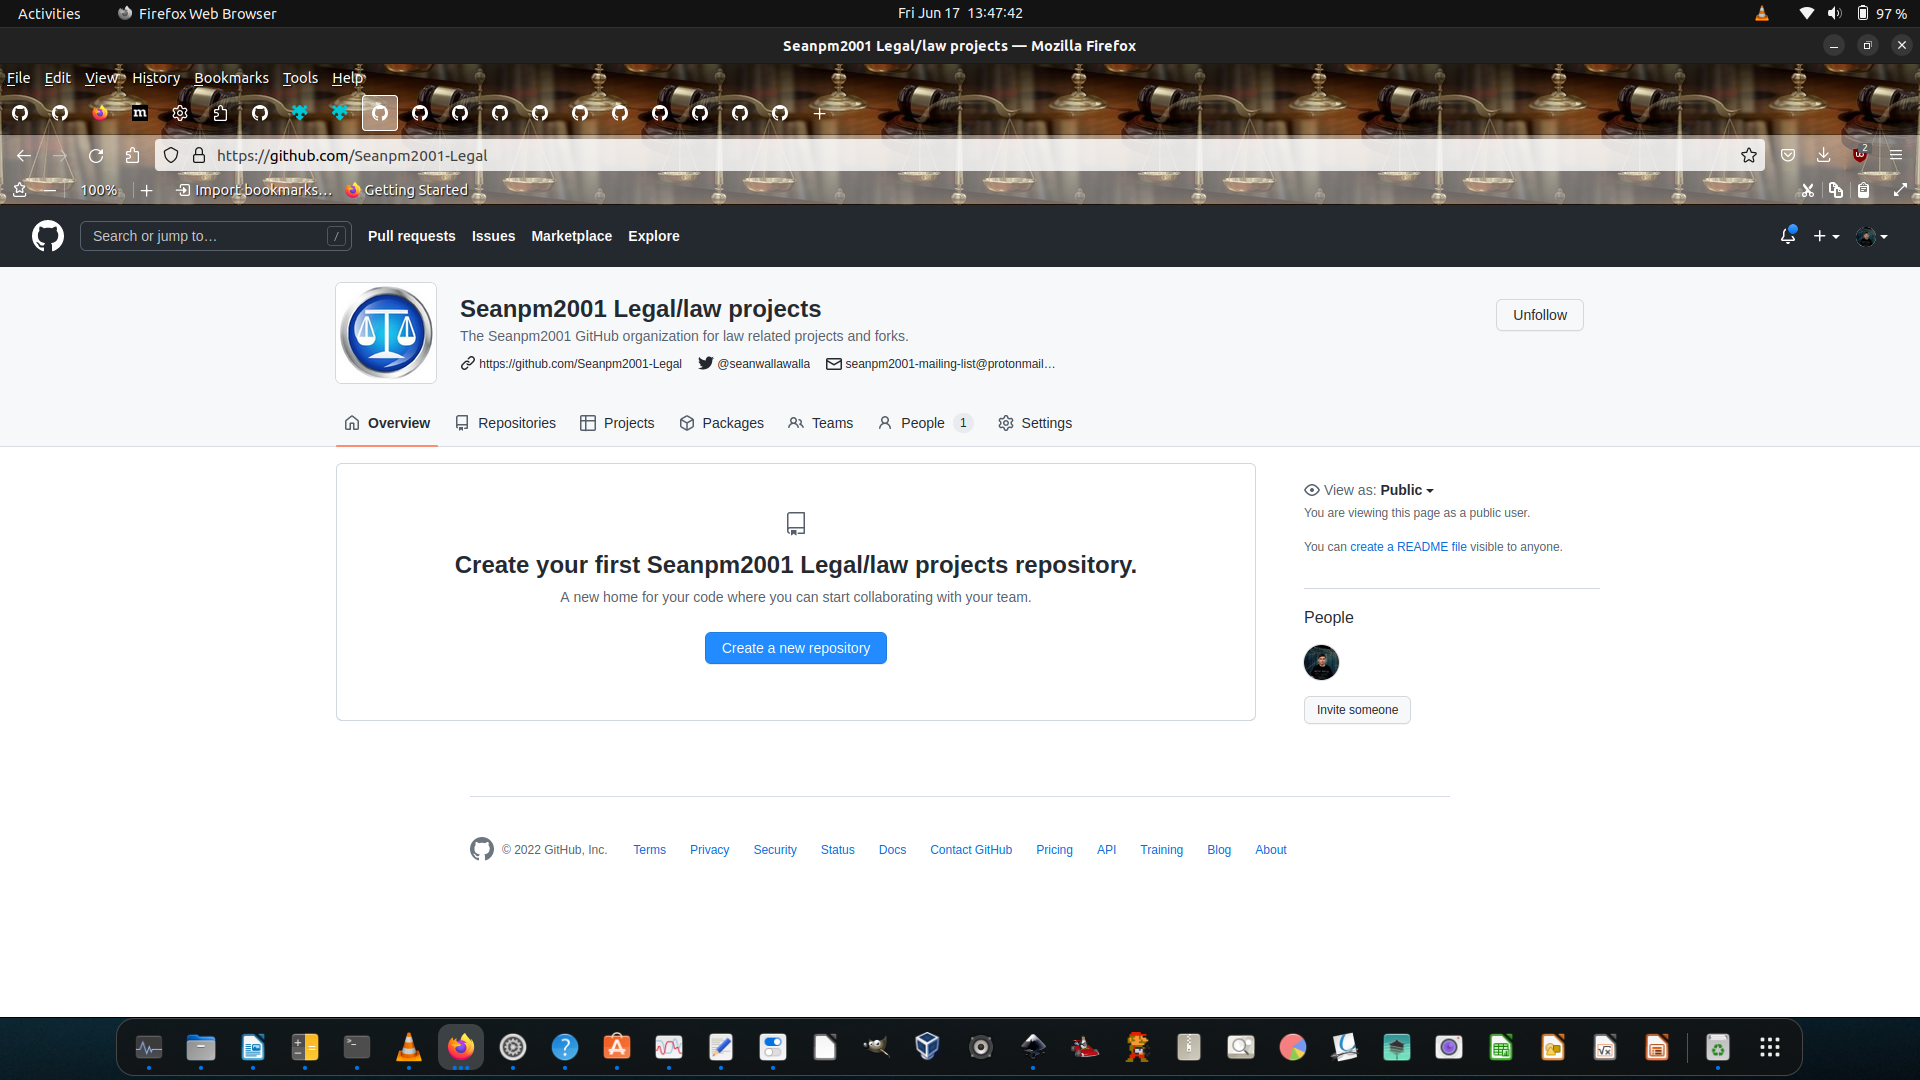 Activities Firefox Web Browser Fri Jun 17 13:47:42 97 %
Seanpm2001 Legal/law projects — Mozilla Firefox
File Edit View History Bookmarks Tools Help
https://github.com/Seanpm2001-Legal 2
100% Import bookmarks… Getting Started
Search or jump to… / Pull requests Issues Marketplace Explore
Seanpm2001 Legal/law projects
Unfollow
The Seanpm2001 GitHub organization for law related projects and forks.
https://github.com/Seanpm2001-Legal @seanwallawalla seanpm2001-mailing-list@protonmail…
Overview Repositories Projects Packages Teams People 1 Settings
View as: Public
You are viewing this page as a public user.
You can create a README file visible to anyone.
Create your first Seanpm2001 Legal/law projects repository.
A new home for your code where you can start collaborating with your team.
Create a new repository
People
Invite someone
© 2022 GitHub, Inc. Terms Privacy Security Status Docs Contact GitHub Pricing API Training Blog About